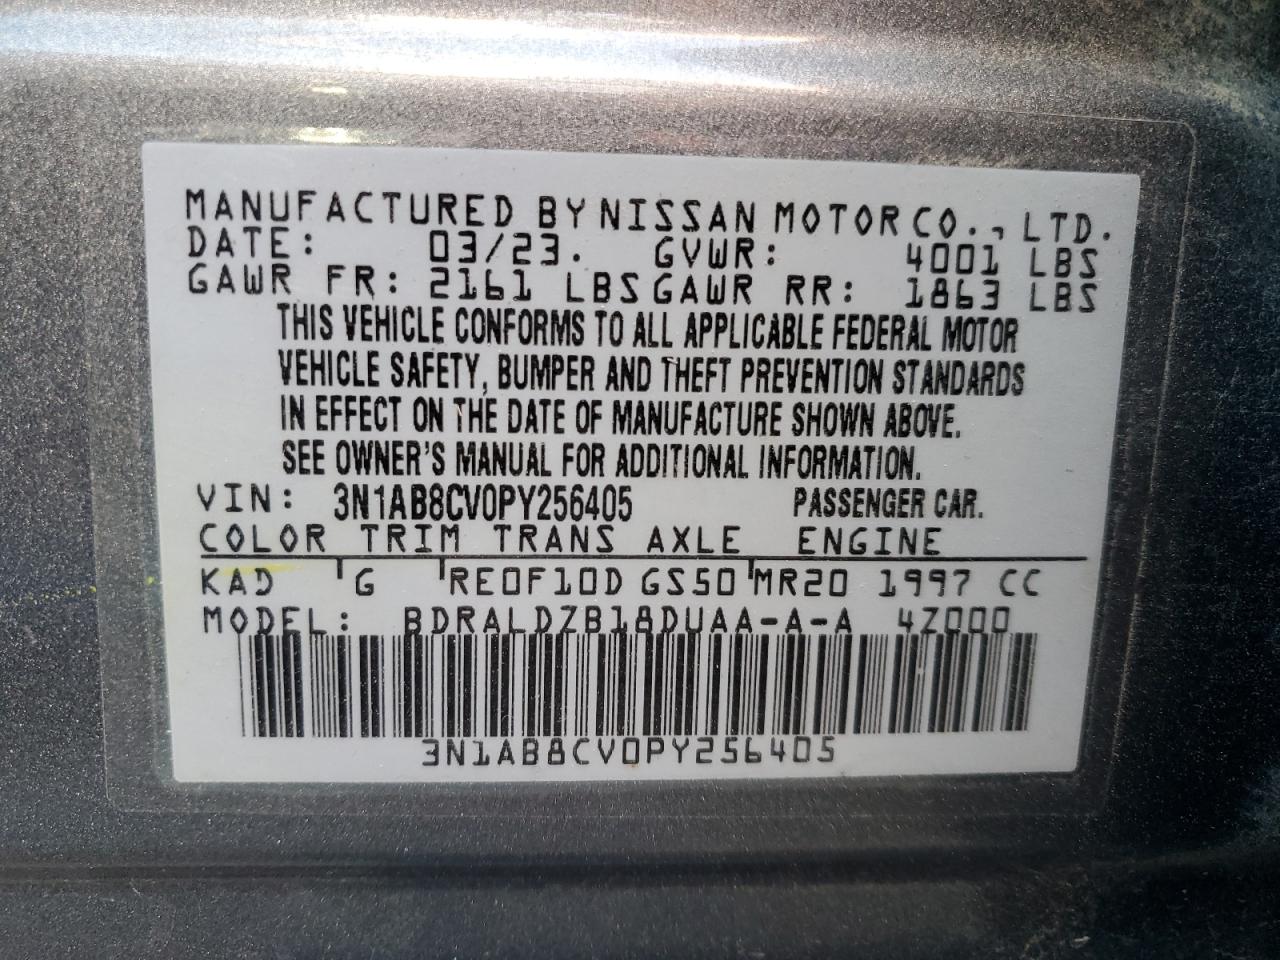 MANUFACTURED BY NISSAN MOTOR CO., LTD.
DATE: 03/23. GVWR: 4001 LBS
GAWR FR: 2161 LBS GAWR RR: 1863 LBS
THIS VEHICLE CONFORMS TO ALL APPLICABLE FEDERAL MOTOR
VEHICLE SAFETY, BUMPER AND THEFT PREVENTION STANDARDS
IN EFFECT ON THE DATE OF MANUFACTURE SHOWN ABOVE.
SEE OWNER'S MANUAL FOR ADDITIONAL INFORMATION.
VIN: 3N1AB8CV0PY256405 PASSENGER CAR.
COLOR TRIM TRANS AXLE ENGINE
KAD G RE0F10D GS50 MR20 1997 CC
MODEL: BDRALDZB18DUAA-A-A 4Z000
3N1AB8CV0PY256405